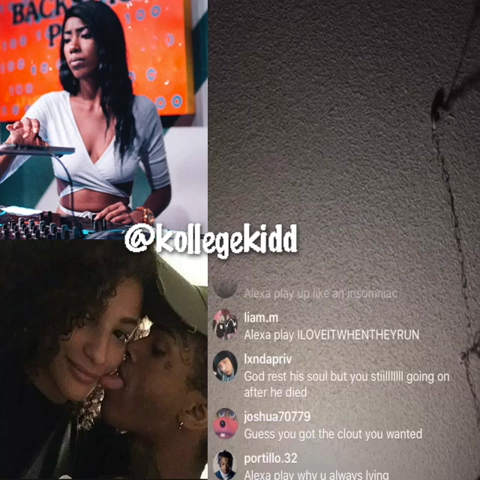 BACKS
P
@kollegekidd
Alexa play up like an insomniac
liam.m
Alexa play ILOVEITWHENTHEYRUN
lxndapriv
God rest his soul but you stiilllllll going on
after he died
joshua70779
Guess you got the clout you wanted
portillo.32
Alexa play why u always lying